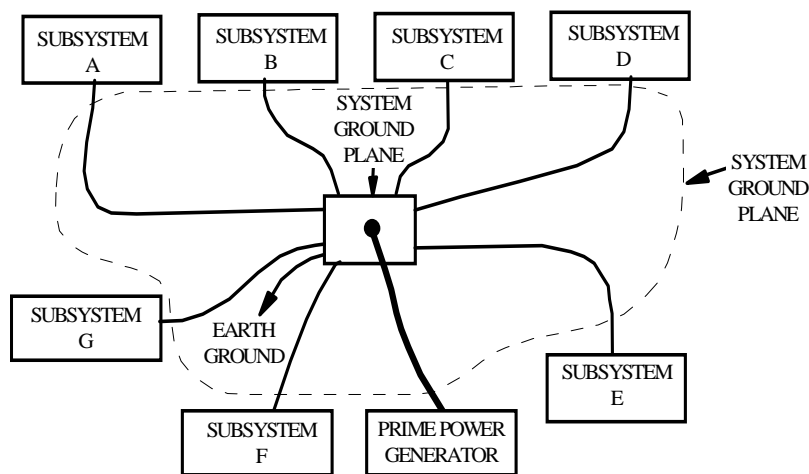 SUBSYSTEM
A
SUBSYSTEM
B
SUBSYSTEM
C
SUBSYSTEM
D
SYSTEM
GROUND
PLANE
SYSTEM
GROUND
PLANE
SUBSYSTEM
G
EARTH
GROUND
SUBSYSTEM
E
SUBSYSTEM
F
PRIME POWER
GENERATOR